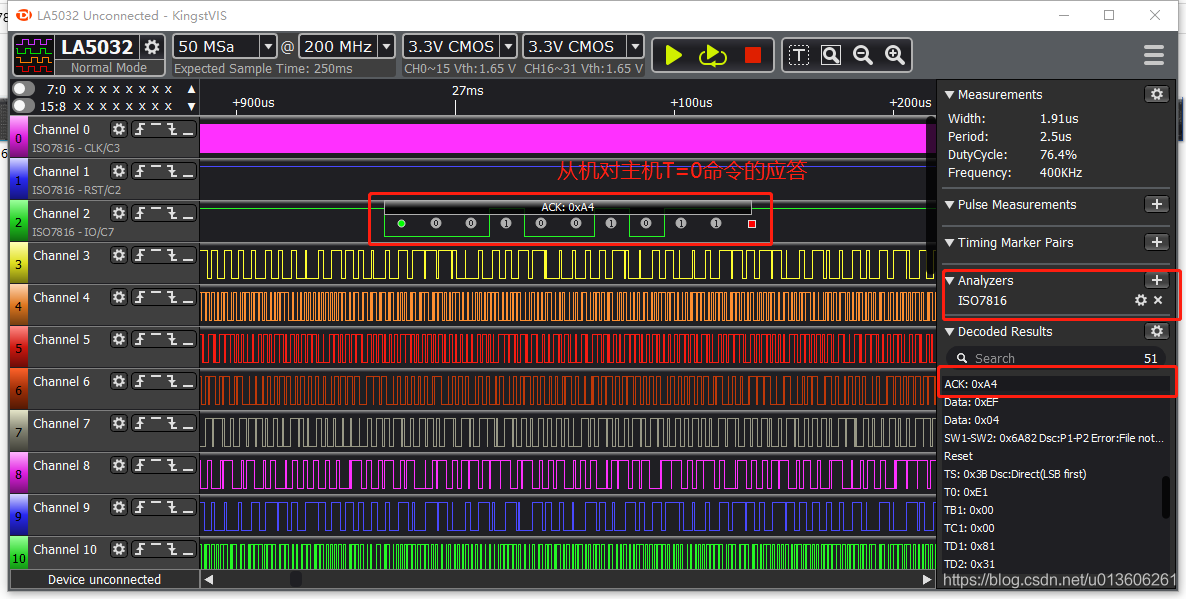 LA5032 Unconnected - KingstVIS
LA5032
Normal Mode
50 MSa
@
200 MHz
Expected Sample Time: 250ms
3.3V CMOS
3.3V CMOS
CH0~15 Vth:1.65 V
CH16~31 Vth:1.65 V
T
7:0 x x x x x x x x
15:8 x x x x x x x x
+900us
27ms
+100us
+200us
0
Channel 0
ISO7816 - CLK/C3
1
Channel 1
ISO7816 - RST/C2
从机对主机T=0命令的应答
2
Channel 2
ISO7816 - IO/C7
ACK: 0xA4
0 0 1 0 0 1 0 1 1
3
Channel 3
4
Channel 4
5
Channel 5
6
Channel 6
7
Channel 7
8
Channel 8
9
Channel 9
10
Channel 10
Device unconnected
Measurements
Width: 1.91us
Period: 2.5us
DutyCycle: 76.4%
Frequency: 400KHz
Pulse Measurements
Timing Marker Pairs
Analyzers
ISO7816
Decoded Results
Search 51
ACK: 0xA4
Data: 0xEF
Data: 0x04
SW1-SW2: 0x6A82 Dsc:P1-P2 Error:File not...
Reset
TS: 0x3B Dsc:Direct(LSB first)
T0: 0xE1
TB1: 0x00
TC1: 0x00
TD1: 0x81
TD2: 0x31
https://blog.csdn.net/u013606261